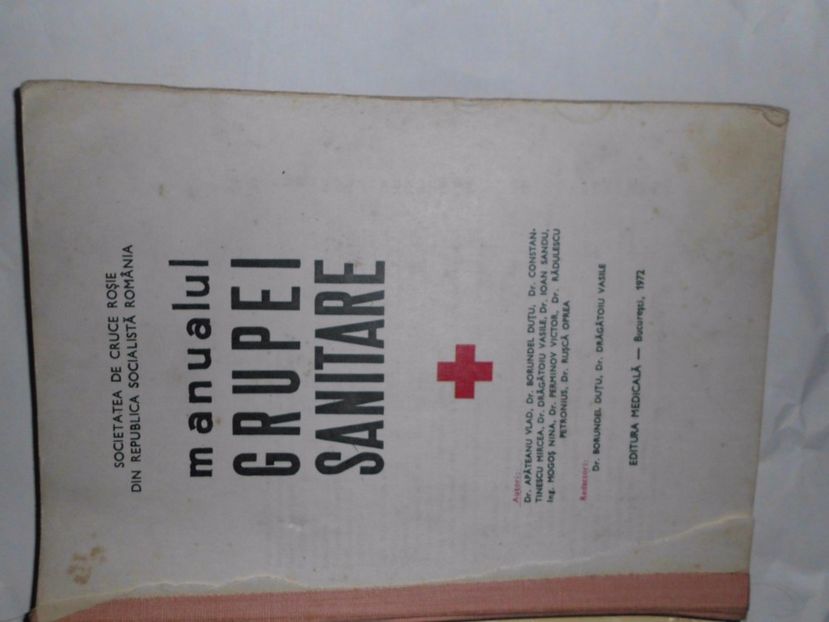 SOCIETATEA DE CRUCE ROȘIE
DIN REPUBLICA SOCIALISTĂ ROMÂNIA
manualul
GRUPEI
SANITARE
Autori:
Dr. APĂTEANU VLAD, Dr. BORUNDEL DUȚU, Dr. CONSTAN-
TINESCU MIRCEA, Dr. DRĂGĂTOIU VASILE, Dr. IOAN SANDU,
Ing. MOGOȘ NINA, Dr. PERMINOV VICTOR, Dr. RĂDULESCU
PETRONIUS, Dr. RUȘCĂ OPREA
Redactori:
Dr. BORUNDEL DUȚU, Dr. DRĂGĂTOIU VASILE
EDITURA MEDICALĂ — București, 1972